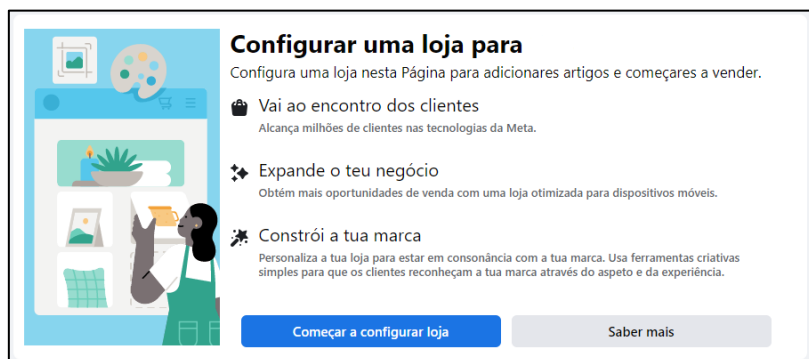 Configurar uma loja para
Configura uma loja nesta Página para adicionares artigos e começares a vender.
Vai ao encontro dos clientes
Alcança milhões de clientes nas tecnologias da Meta.
Expande o teu negócio
Obtém mais oportunidades de venda com uma loja otimizada para dispositivos móveis.
Constrói a tua marca
Personaliza a tua loja para estar em consonância com a tua marca. Usa ferramentas criativas
simples para que os clientes reconheçam a tua marca através do aspeto e da experiência.
Começar a configurar loja
Saber mais